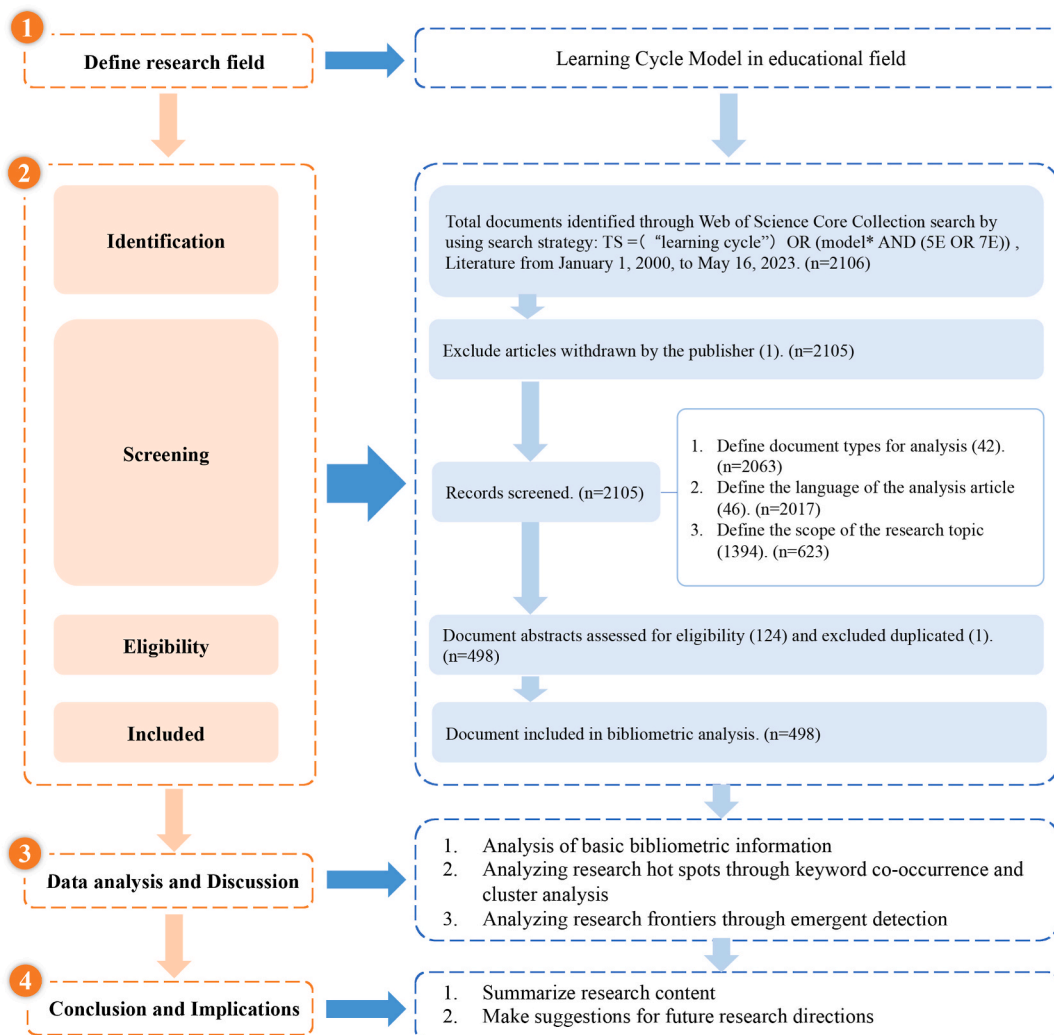 1
Define research field
Learning Cycle Model in educational field
2
Identification
Total documents identified through Web of Science Core Collection search by
using search strategy: TS =( “learning cycle”) OR (model* AND (5E OR 7E)) ,
Literature from January 1, 2000, to May 16, 2023. (n=2106)
Exclude articles withdrawn by the publisher (1). (n=2105)
Screening
Records screened. (n=2105)
1. Define document types for analysis (42).
(n=2063)
2. Define the language of the analysis article
(46). (n=2017)
3. Define the scope of the research topic
(1394). (n=623)
Eligibility
Document abstracts assessed for eligibility (124) and excluded duplicated (1).
(n=498)
Included
Document included in bibliometric analysis. (n=498)
3
Data analysis and Discussion
1. Analysis of basic bibliometric information
2. Analyzing research hot spots through keyword co-occurrence and
cluster analysis
3. Analyzing research frontiers through emergent detection
4
Conclusion and Implications
1. Summarize research content
2. Make suggestions for future research directions